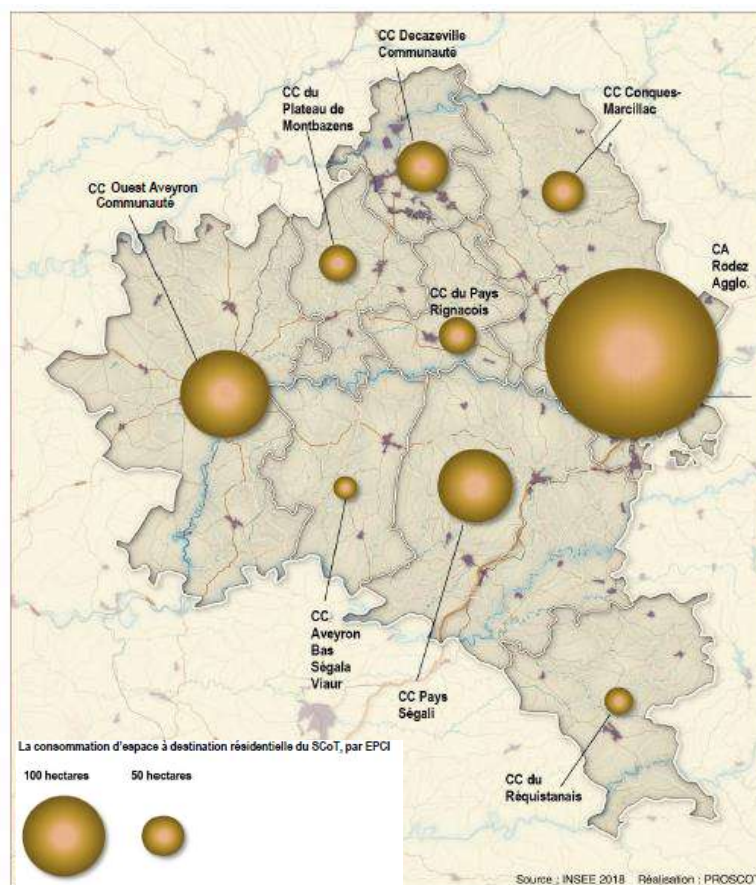 CC Decazeville
Communauté
CC du
Plateau de
Montbazens
CC Conques-
Marcillac
CC Ouest Aveyron
Communauté
CA
Rodez
Agglo.
CC du Pays
Rignacois
CC
Aveyron
Bas
Ségala
Viaur
CC Pays
Ségali
CC du
Réquistanais
La consommation d'espace à destination résidentielle du SCoT, par EPCI
100 hectares
50 hectares
Source : INSEE 2018 Réalisation : PROSCOT